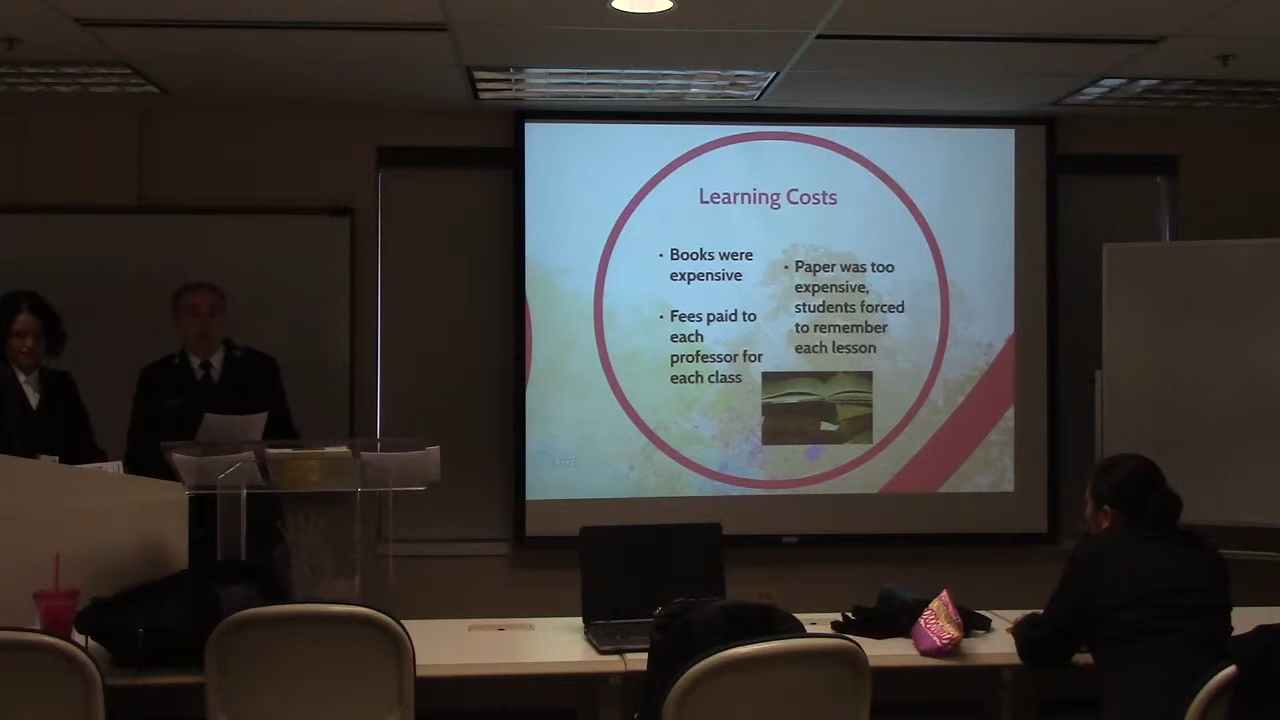 Learning Costs
· Books were
expensive
· Fees paid to
each
professor for
each class
· Paper was too
expensive,
students forced
to remember
each lesson